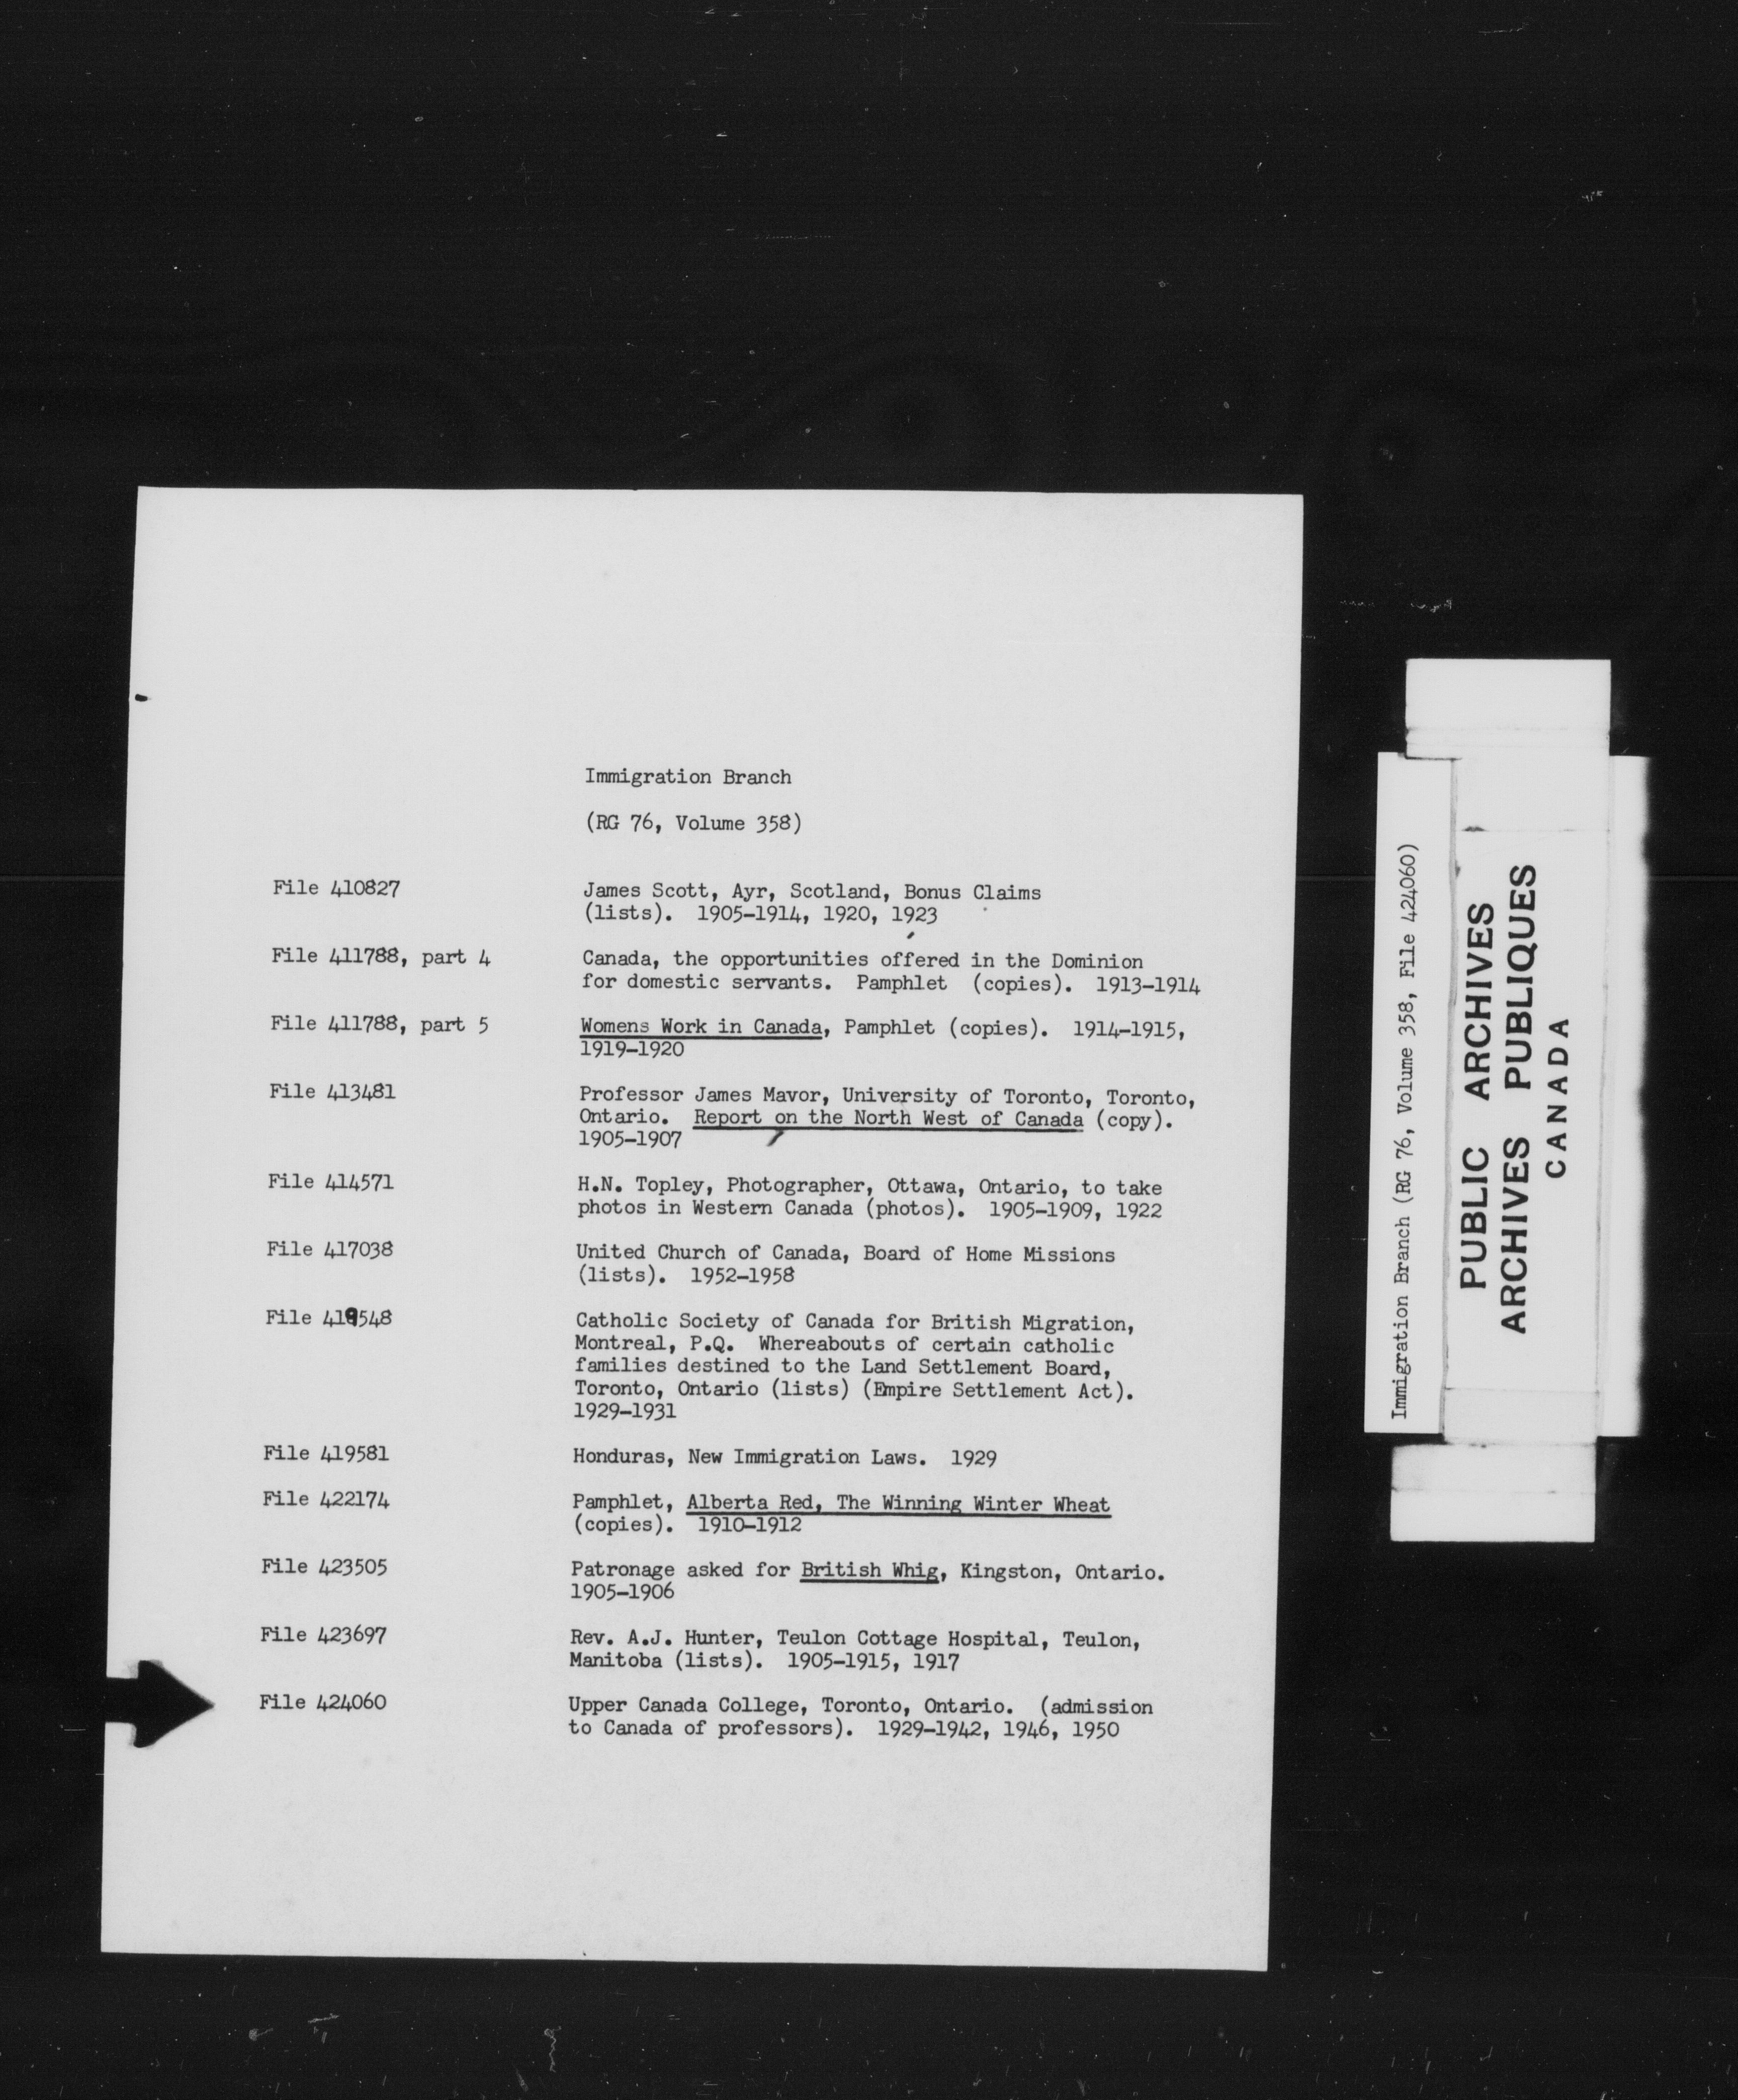 Immigration Branch
(RG 76, Volume 358)
File 410827 James Scott, Ayr, Scotland, Bonus Claims
(lists). 1905-1914, 1920, 1923
File 411788, part 4 Canada, the opportunities offered in the Dominion
for domestic servants. Pamphlet (copies). 1913-1914
File 411788, part 5 Womens Work in Canada, Pamphlet (copies). 1914-1915,
1919-1920
File 413481 Professor James Mavor, University of Toronto, Toronto,
Ontario. Report on the North West of Canada (copy).
1905-1907
File 414571 H.N. Topley, Photographer, Ottawa, Ontario, to take
photos in Western Canada (photos). 1905-1909, 1922
File 417038 United Church of Canada, Board of Home Missions
(lists). 1952-1958
File 419548 Catholic Society of Canada for British Migration,
Montreal, P.Q. Whereabouts of certain catholic
families destined to the Land Settlement Board,
Toronto, Ontario (lists) (Empire Settlement Act).
1929-1931
File 419581 Honduras, New Immigration Laws. 1929
File 422174 Pamphlet, Alberta Red, The Winning Winter Wheat
(copies). 1910-1912
File 423505 Patronage asked for British Whig, Kingston, Ontario.
1905-1906
File 423697 Rev. A.J. Hunter, Teulon Cottage Hospital, Teulon,
Manitoba (lists). 1905-1915, 1917
File 424060 Upper Canada College, Toronto, Ontario. (admission
to Canada of professors). 1929-1942, 1946, 1950
Immigration Branch (RG 76, Volume 358, File 424060)
PUBLIC ARCHIVES
ARCHIVES PUBLIQUES
CANADA